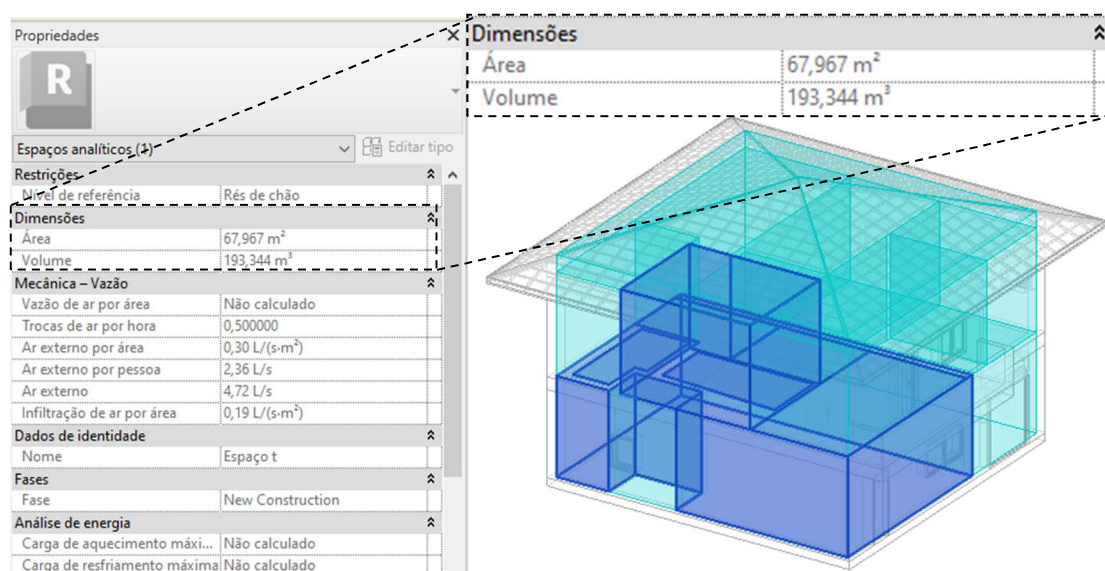 Propriedades
R
Espaços analíticos (1)
Editar tipo
Restrições
Nível de referência Rés de chão
Dimensões
Área 67,967 m²
Volume 193,344 m³
Mecânica – Vazão
Vazão de ar por área Não calculado
Trocas de ar por hora 0,500000
Ar externo por área 0,30 L/(s·m²)
Ar externo por pessoa 2,36 L/s
Ar externo 4,72 L/s
Infiltração de ar por área 0,19 L/(s·m²)
Dados de identidade
Nome Espaço t
Fases
Fase New Construction
Análise de energia
Carga de aquecimento máxi... Não calculado
Carga de resfriamento máxima Não calculado
Dimensões
Área 67,967 m²
Volume 193,344 m³